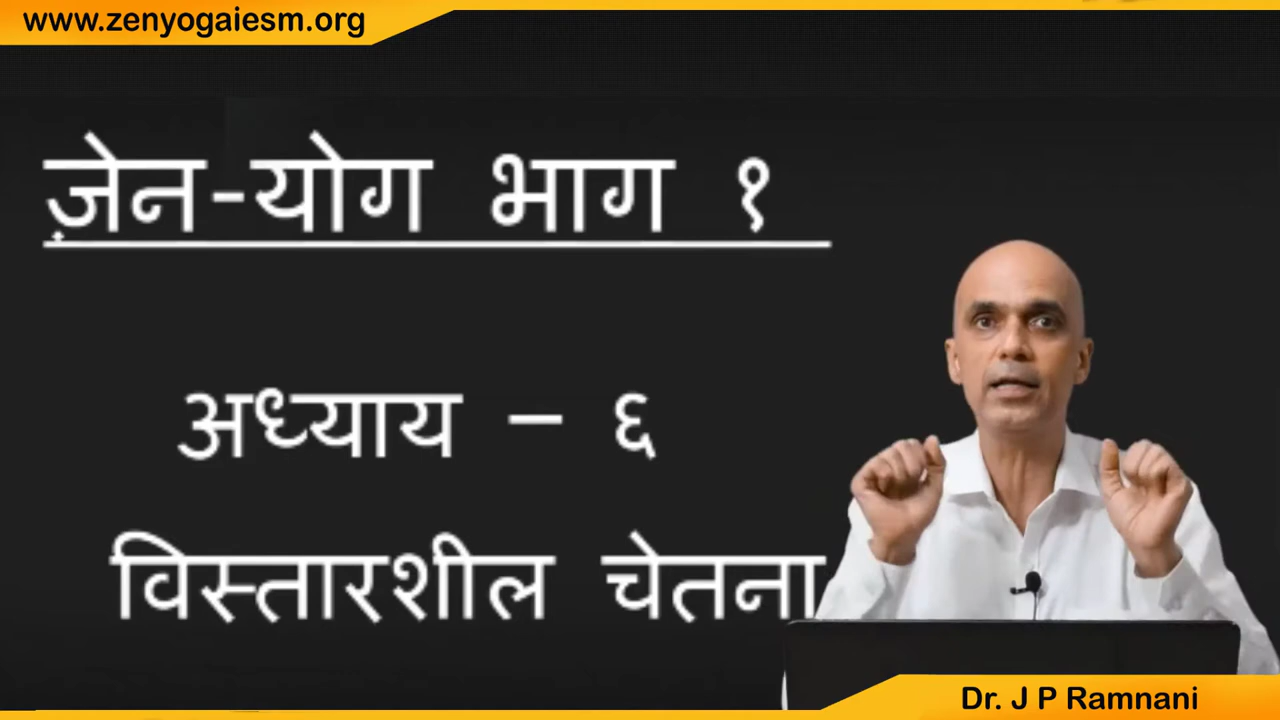 www.zenyogaiesm.org
ज़ेन-योग भाग १
अध्याय – ६
विस्तारशील चेतना
Dr. J P Ramnani